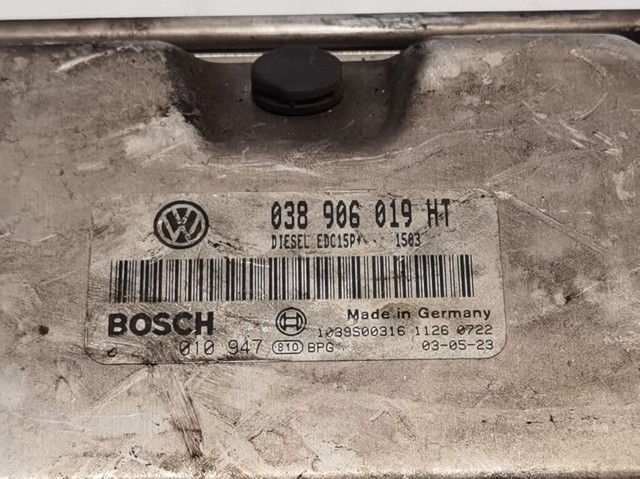 038 906 019 HT
DIESEL EDC15P+ 1503
BOSCH Made in Germany
1039S00316 1126 0722
010 947 810 BPG 03-05-23